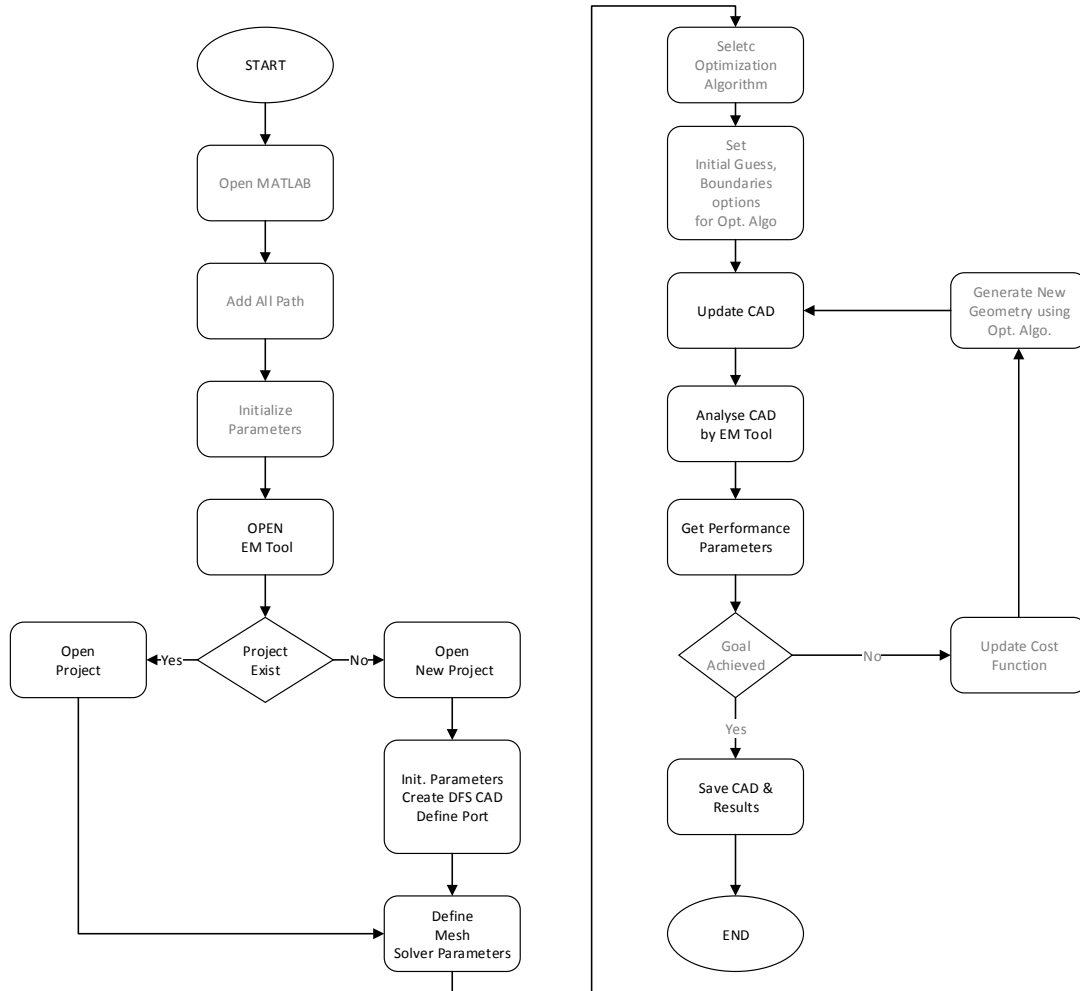 START
Open MATLAB
Add All Path
Initialize
Parameters
OPEN
EM Tool
Project
Exist
Yes
No
Open
Project
Open
New Project
Init. Parameters
Create DFS CAD
Define Port
Define
Mesh
Solver Parameters
Seletc
Optimization
Algorithm
Set
Initial Guess,
Boundaries
options
for Opt. Algo
Update CAD
Generate New
Geometry using
Opt. Algo.
Analyse CAD
by EM Tool
Get Performance
Parameters
Goal
Achieved
No
Update Cost
Function
Yes
Save CAD &
Results
END